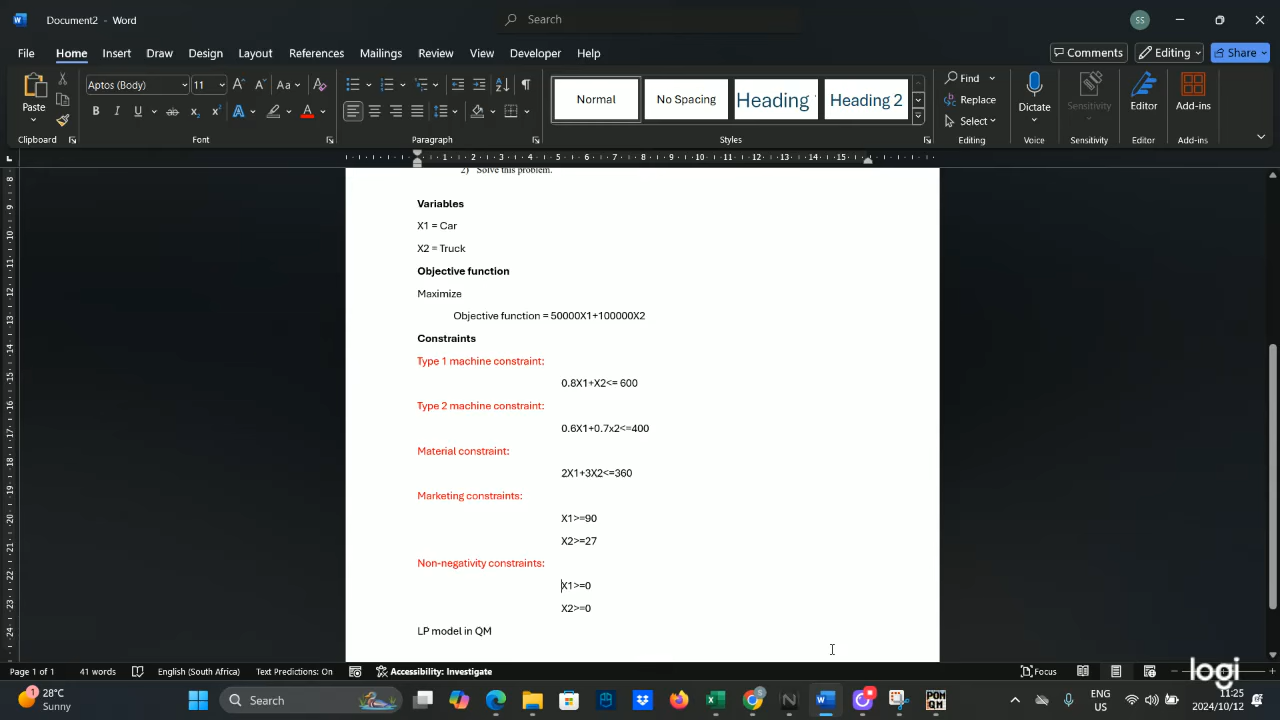 Document2 - Word
Search
SS
File Home Insert Draw Design Layout References Mailings Review View Developer Help
Comments Editing Share
Paste
Aptos (Body) 11
Normal
No Spacing
Heading
Heading 2
Find
Replace
Select
Dictate
Sensitivity
Editor
Add-ins
Clipboard Font Paragraph Styles Editing Voice Sensitivity Editor Add-ins
2) Solve this problem.
Variables
X1 = Car
X2 = Truck
Objective function
Maximize
Objective function = 50000X1+100000X2
Constraints
Type 1 machine constraint:
0.8X1+X2<= 600
Type 2 machine constraint:
0.6X1+0.7x2<=400
Material constraint:
2X1+3X2<=360
Marketing constraints:
X1>=90
X2>=27
Non-negativity constraints:
X1>=0
X2>=0
LP model in QM
Page 1 of 1 41 words English (South Africa) Text Predictions: On Accessibility: Investigate Focus
logi
28°C
Sunny
Search
POM
QM
ENG
US
11:25
2024/10/12